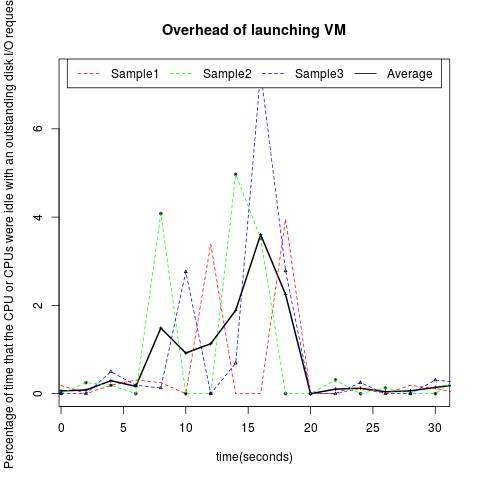 Overhead of launching VM
Percentage of time that the CPU or CPUs were idle with an outstanding disk I/O reques
Sample1 Sample2 Sample3 Average
6
4
2
0
0 5 10 15 20 25 30
time(seconds)